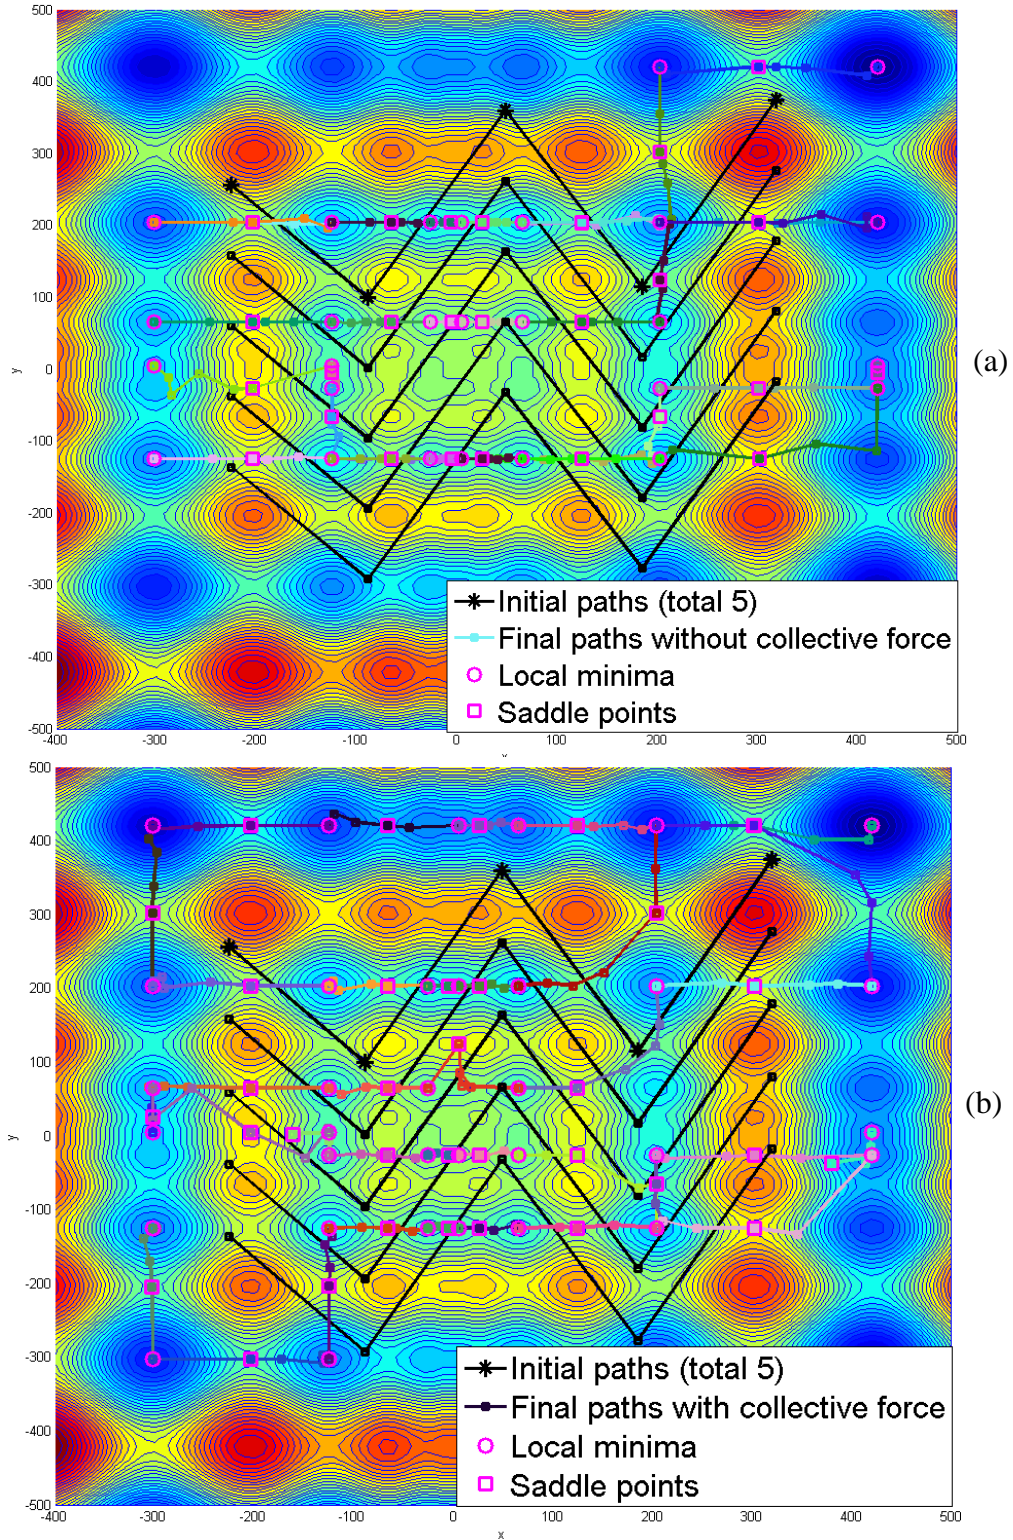 500
400
300
200
100
0
-100
-200
-300
-400
-500
y
-400 -300 -200 -100 0 100 200 300 400 500
x
(a)
Initial paths (total 5)
Final paths without collective force
Local minima
Saddle points
500
400
300
200
100
0
-100
-200
-300
-400
-500
y
-400 -300 -200 -100 0 100 200 300 400 500
x
(b)
Initial paths (total 5)
Final paths with collective force
Local minima
Saddle points